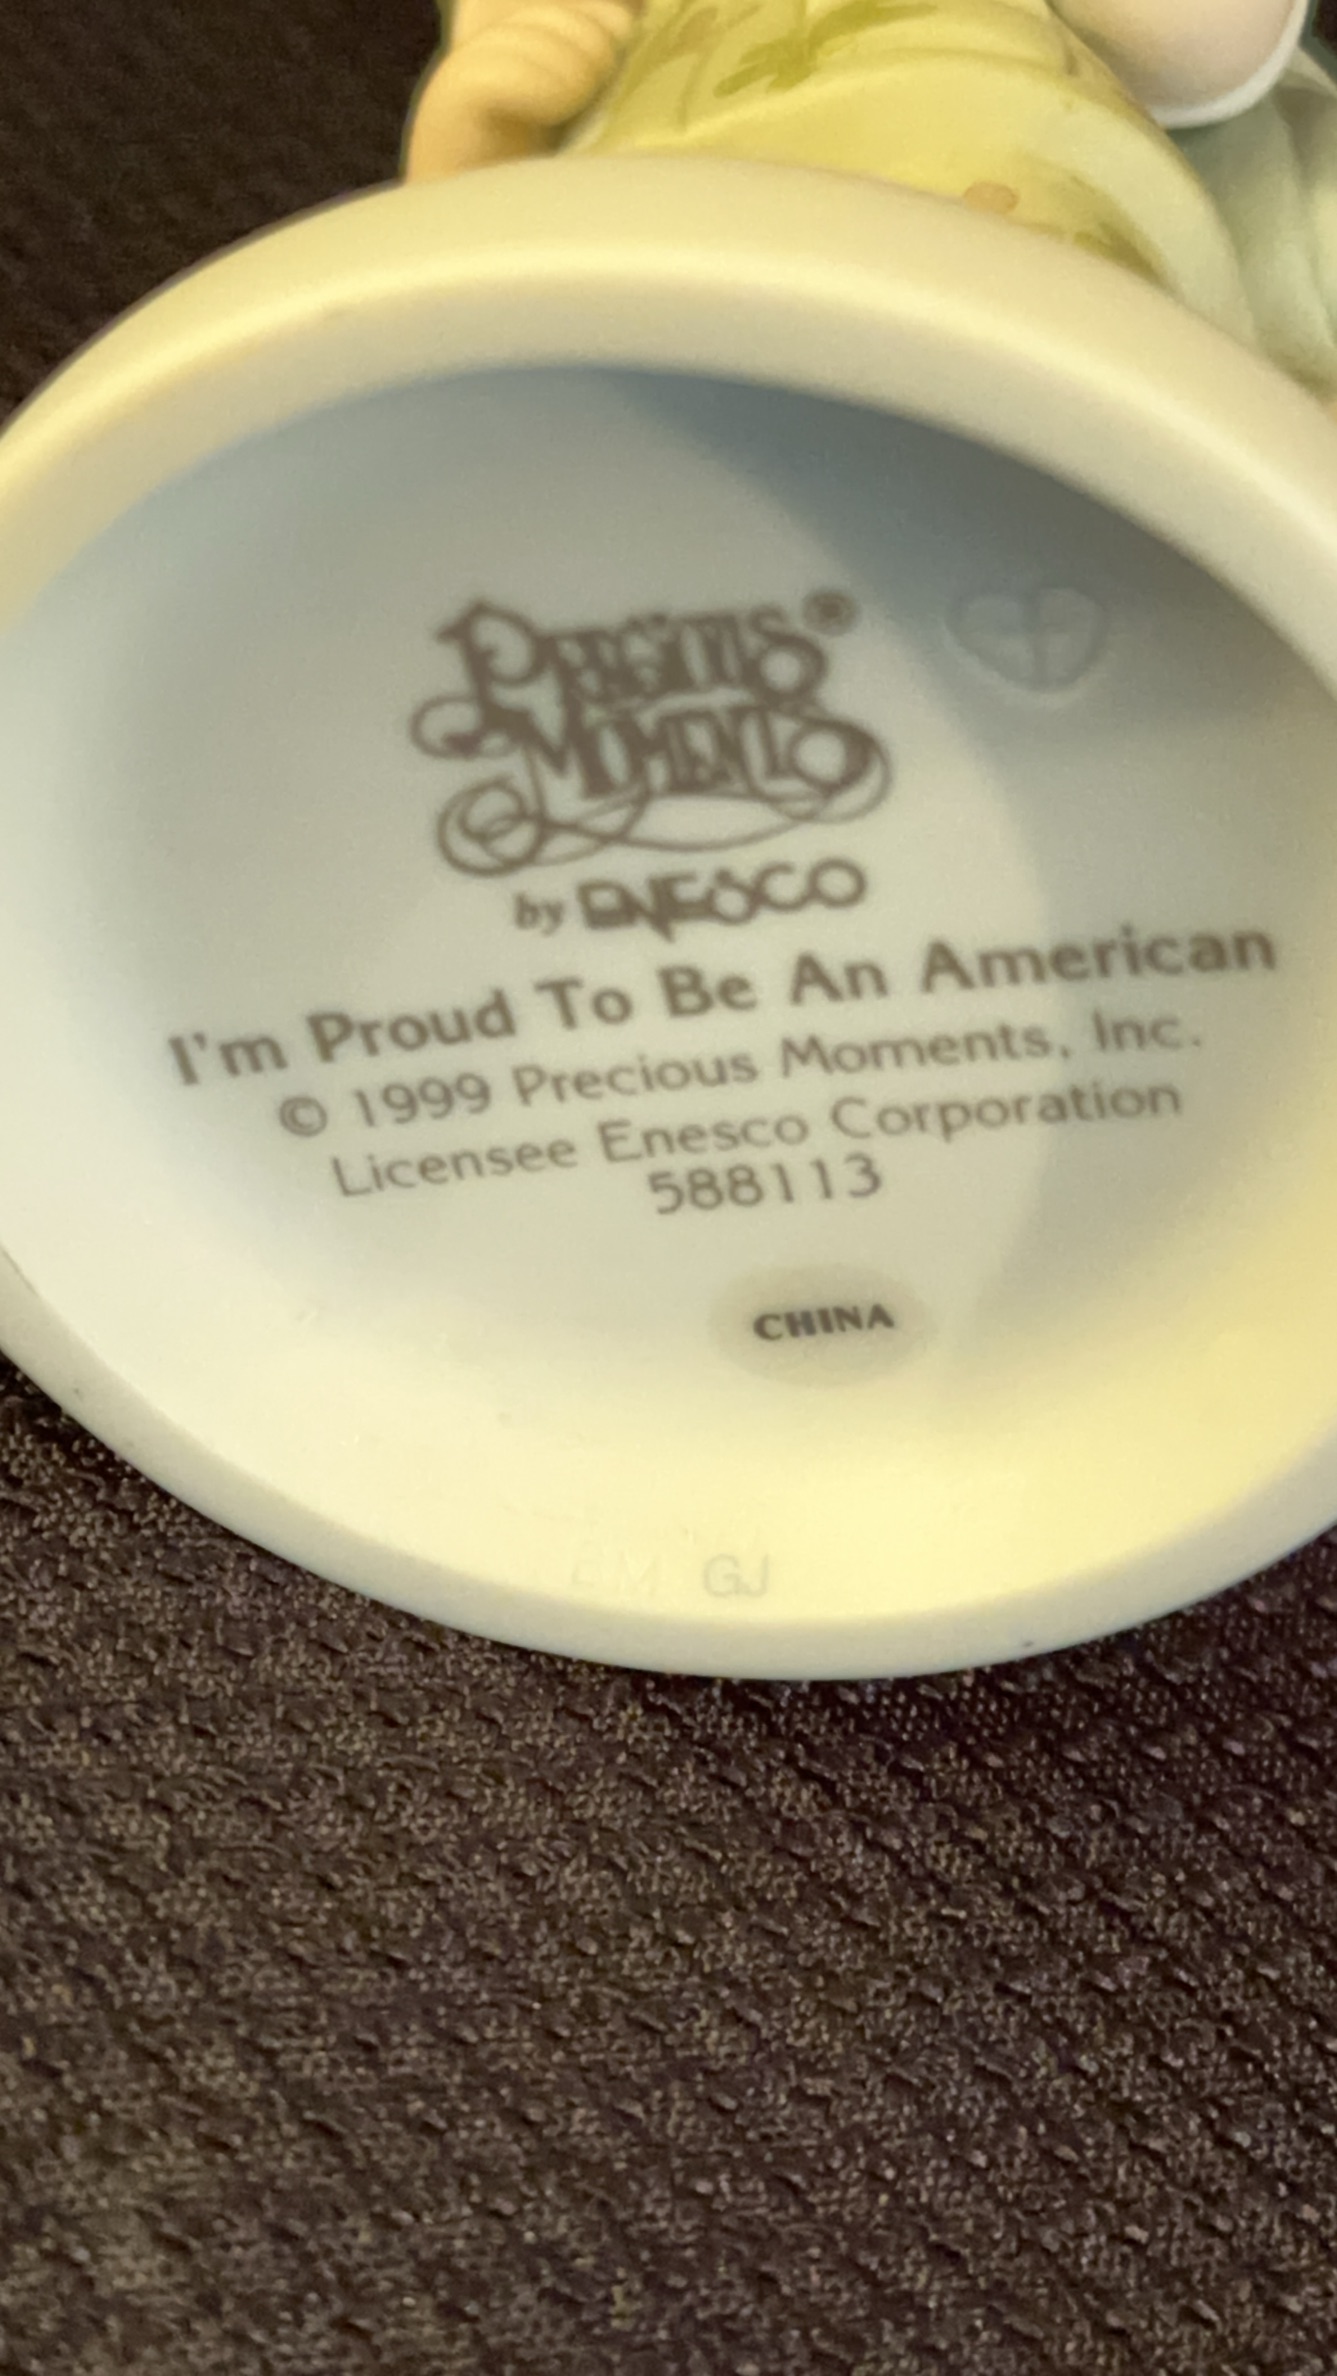 PRECIOUS ®
MOMENTS
by ENESCO
I'm Proud To Be An American
© 1999 Precious Moments, Inc.
Licensee Enesco Corporation
588113
CHINA
GJ